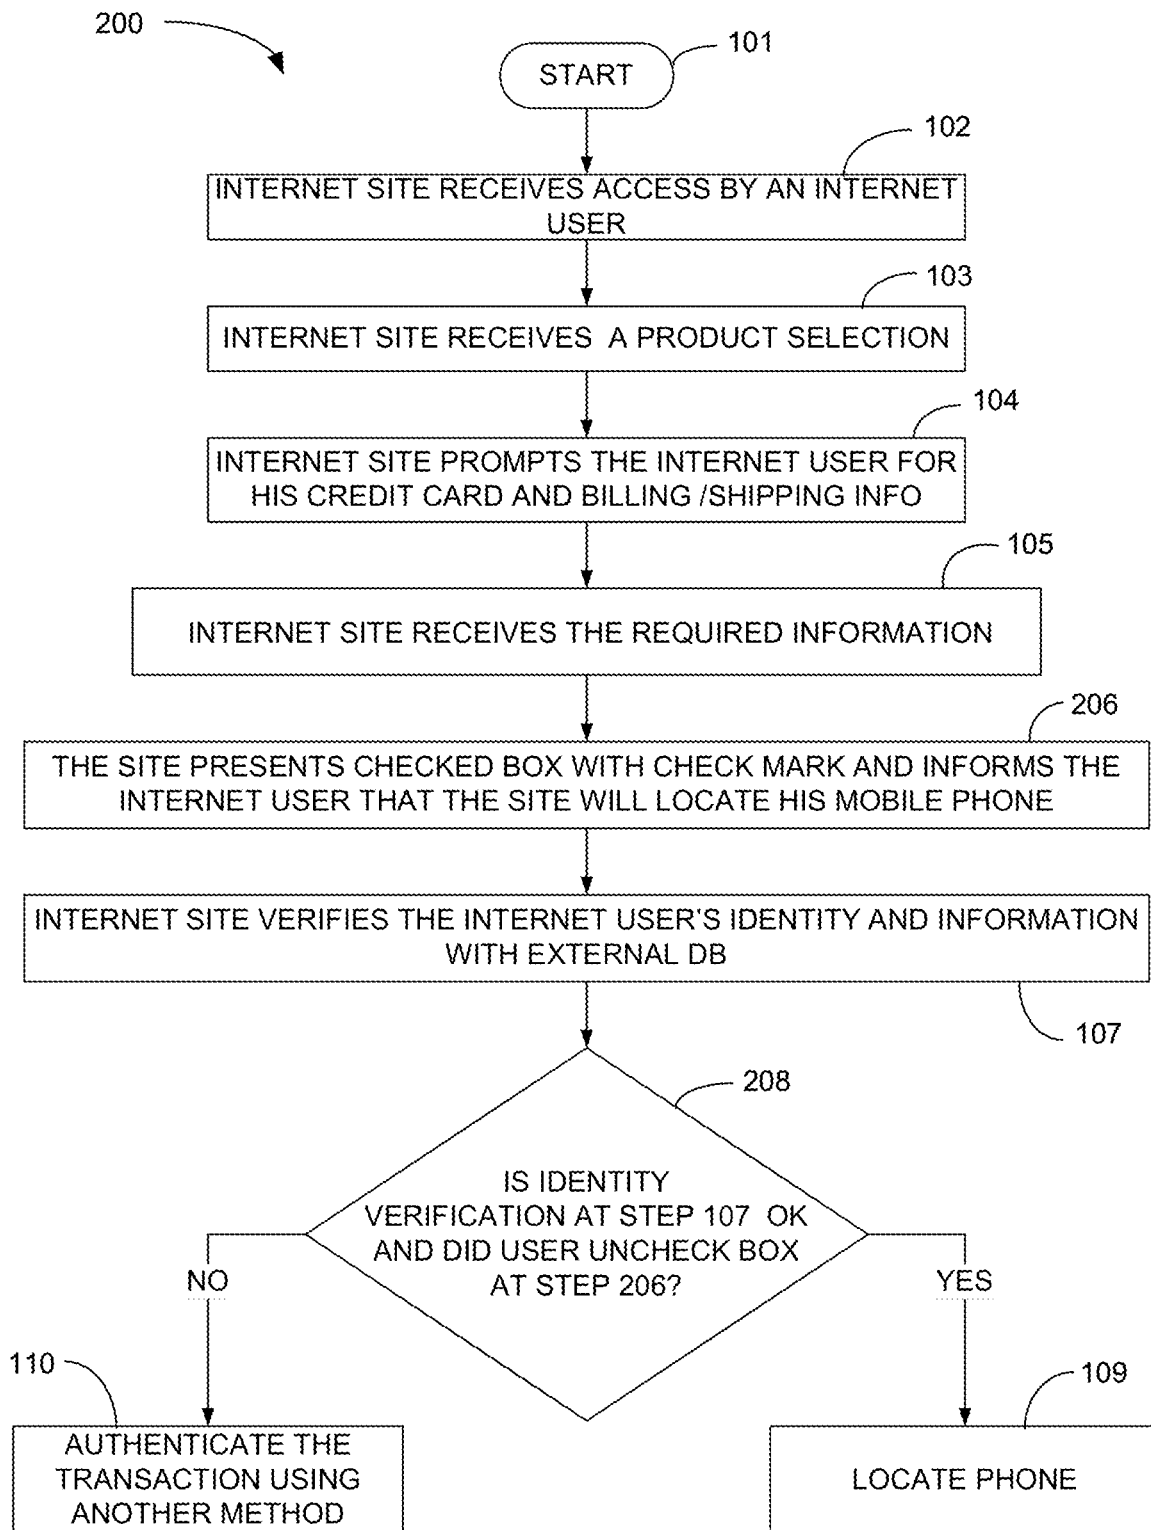 200
START
101
102
INTERNET SITE RECEIVES ACCESS BY AN INTERNET
USER
103
INTERNET SITE RECEIVES A PRODUCT SELECTION
104
INTERNET SITE PROMPTS THE INTERNET USER FOR
HIS CREDIT CARD AND BILLING /SHIPPING INFO
105
INTERNET SITE RECEIVES THE REQUIRED INFORMATION
206
THE SITE PRESENTS CHECKED BOX WITH CHECK MARK AND INFORMS THE
INTERNET USER THAT THE SITE WILL LOCATE HIS MOBILE PHONE
INTERNET SITE VERIFIES THE INTERNET USER'S IDENTITY AND INFORMATION
WITH EXTERNAL DB
107
208
IS IDENTITY
VERIFICATION AT STEP 107 OK
AND DID USER UNCHECK BOX
AT STEP 206?
NO
YES
110
AUTHENTICATE THE
TRANSACTION USING
ANOTHER METHOD
109
LOCATE PHONE